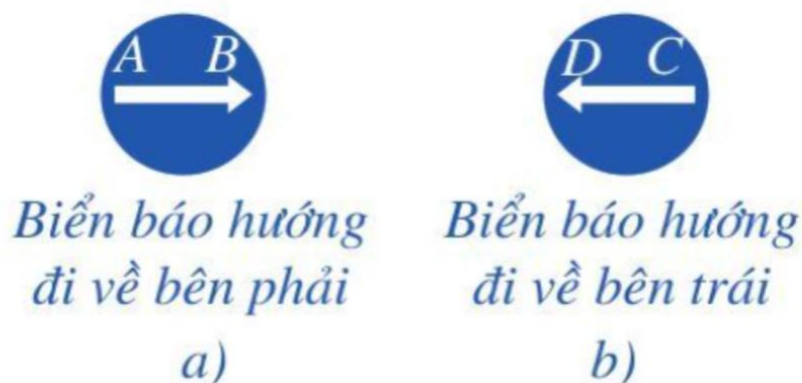 A B
D C
Biển báo hướng
đi về bên phải
a)
Biển báo hướng
đi về bên trái
b)